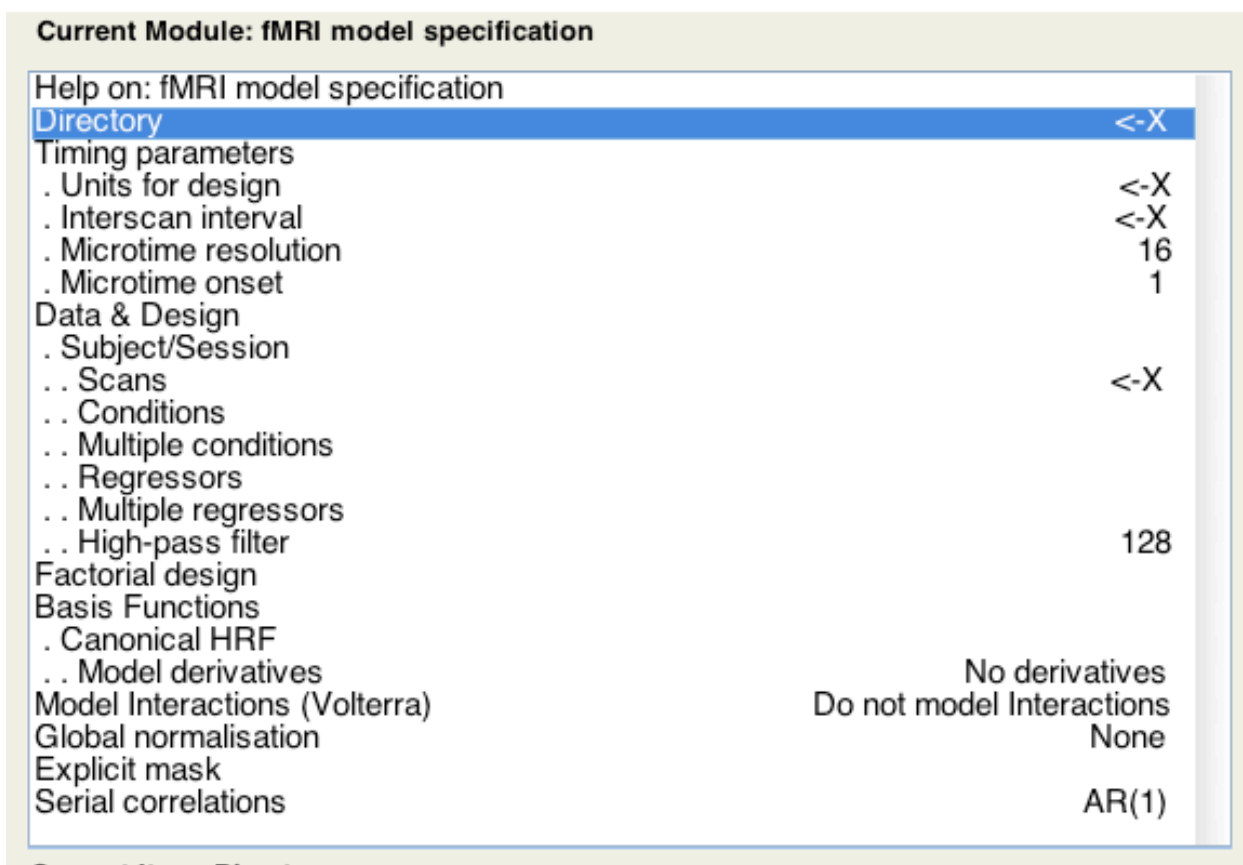 Current Module: fMRI model specification
Help on: fMRI model specification
Directory <-X
Timing parameters
. Units for design <-X
. Interscan interval <-X
. Microtime resolution 16
. Microtime onset 1
Data & Design
. Subject/Session
. . Scans <-X
. . Conditions
. . Multiple conditions
. . Regressors
. . Multiple regressors
. . High-pass filter 128
Factorial design
Basis Functions
. Canonical HRF
. . Model derivatives No derivatives
Model Interactions (Volterra) Do not model Interactions
Global normalisation None
Explicit mask
Serial correlations AR(1)